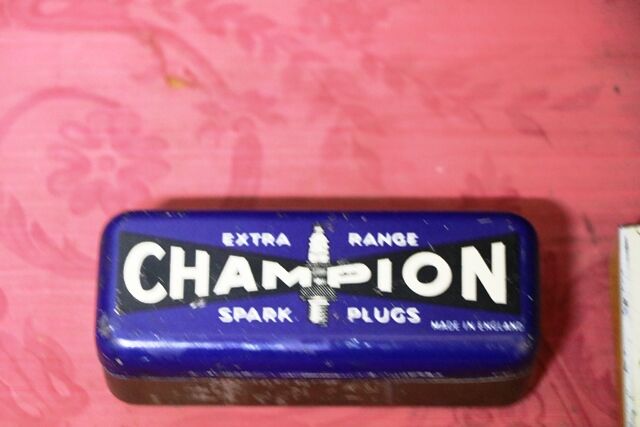 EXTRA RANGE
CHAMPION
SPARK PLUGS
MADE IN ENGLAND